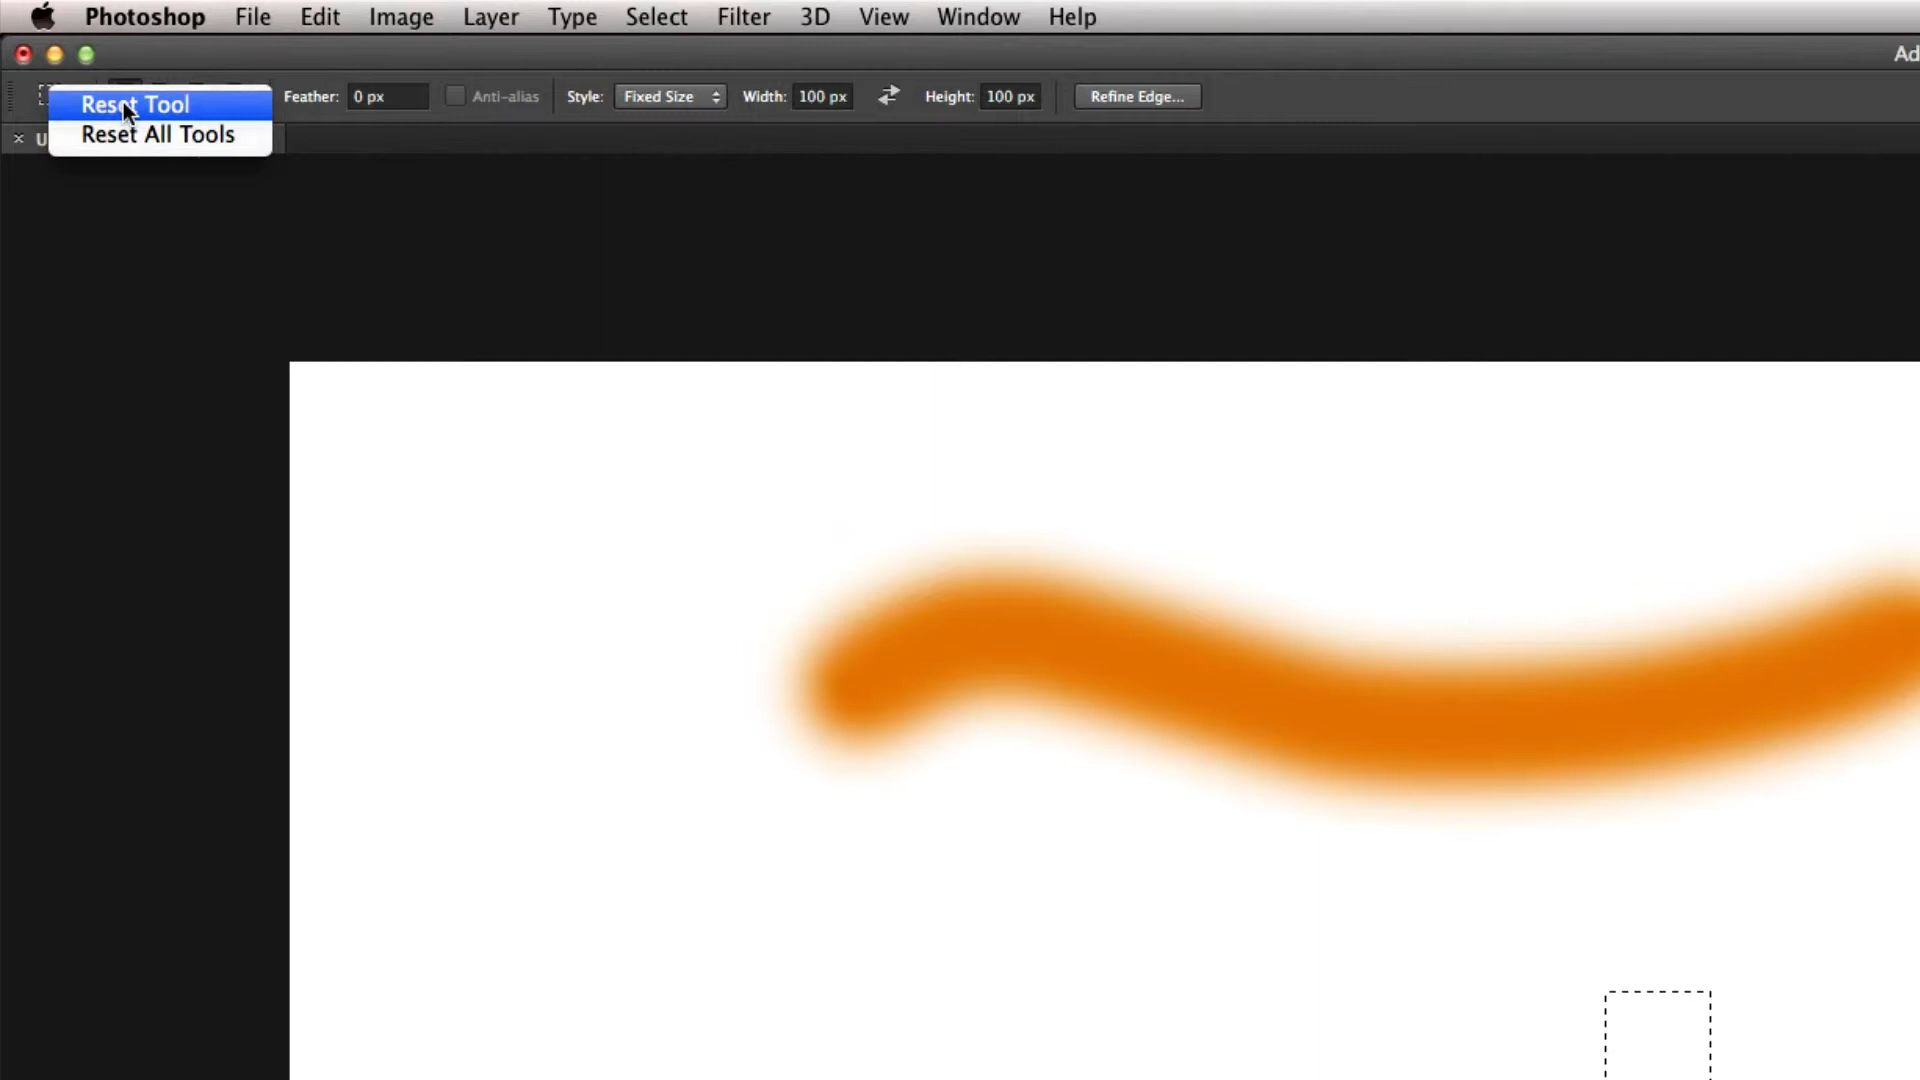 Photoshop File Edit Image Layer Type Select Filter 3D View Window Help
Ad
Reset Tool
Feather: 0 px Anti-alias Style: Fixed Size Width: 100 px Height: 100 px Refine Edge...
Reset All Tools
× U